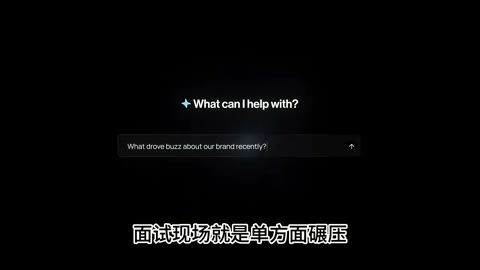 What can I help with?
What drove buzz about our brand recently?
面试现场就是单方面碾压